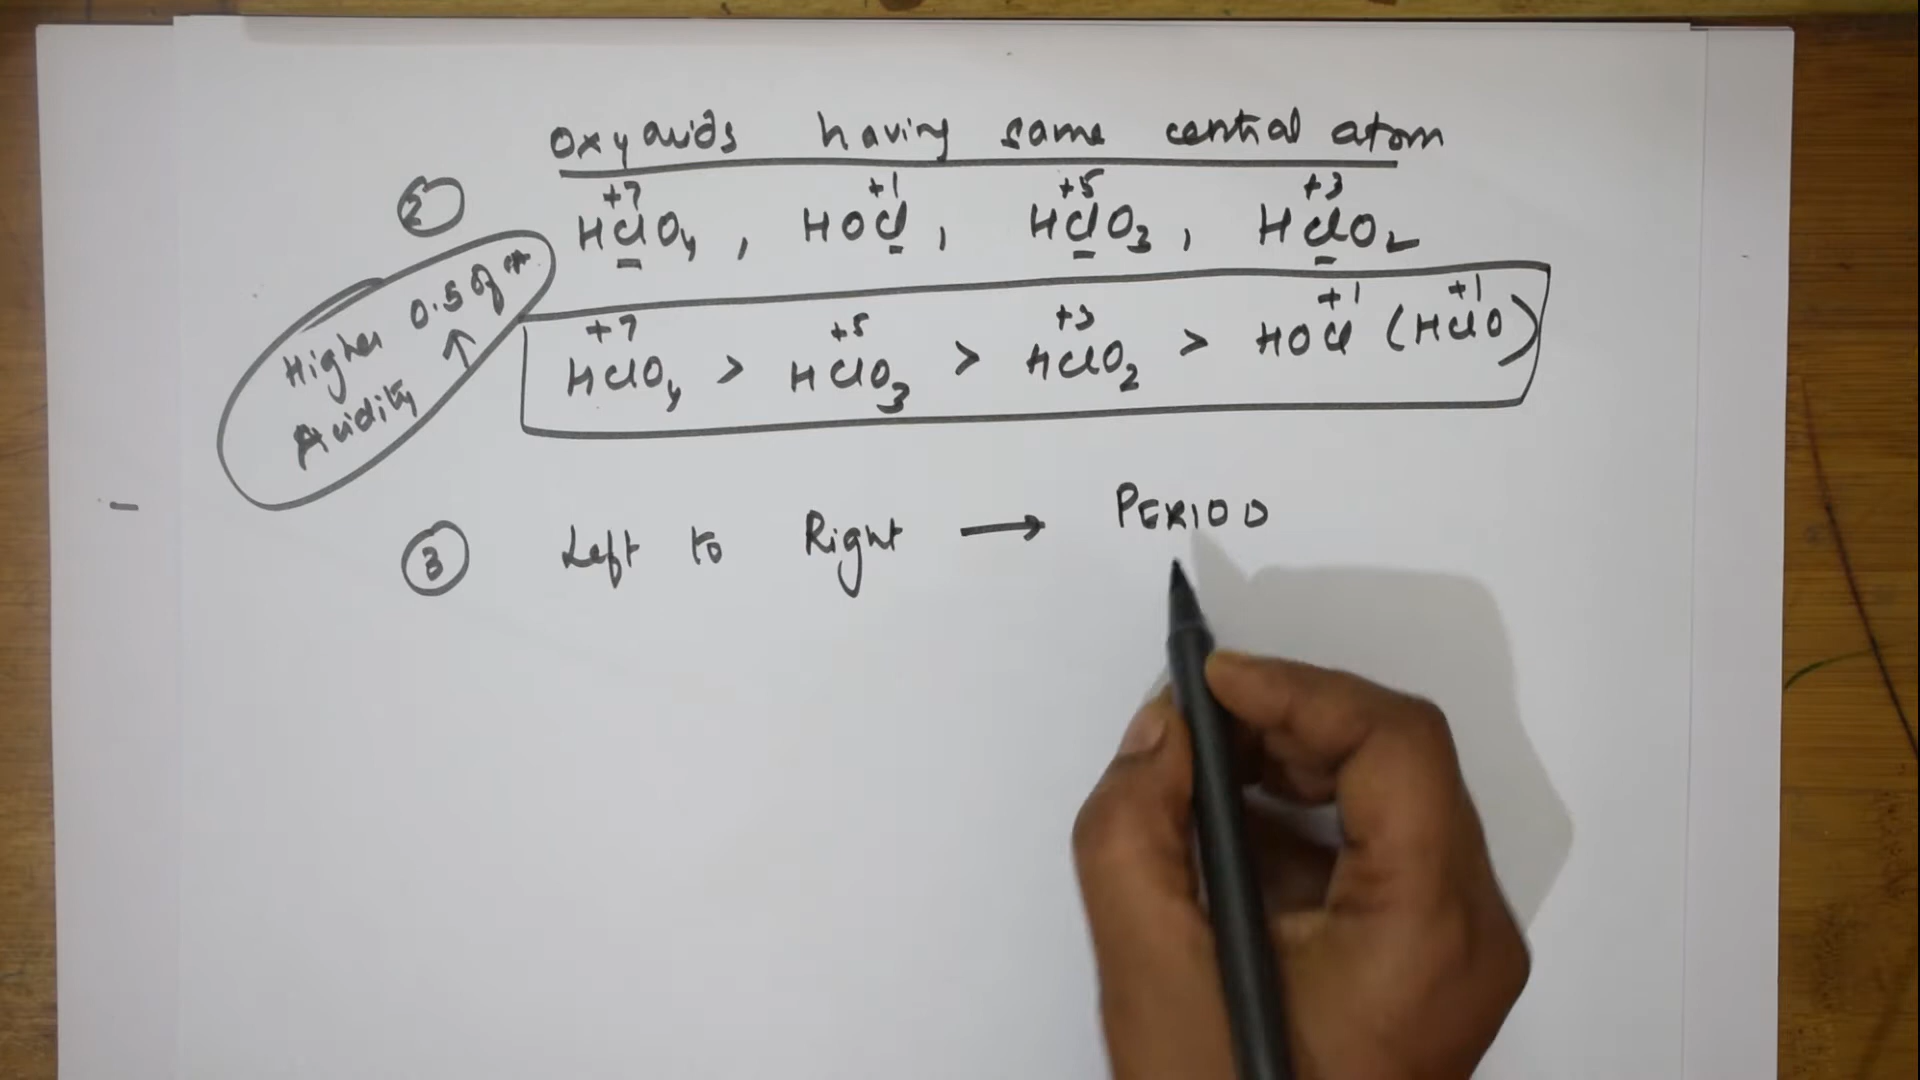 Oxyacids having same central atom
②
+7 +1 +5 +3
HClO4 , HOCl , HClO3 , HClO2
Higher 0.S of **
Acidity ↑
+7 +5 +3 +1 +1
HClO4 > HClO3 > HClO2 > HOCl (HClO)
③ Left to Right → PERIOD